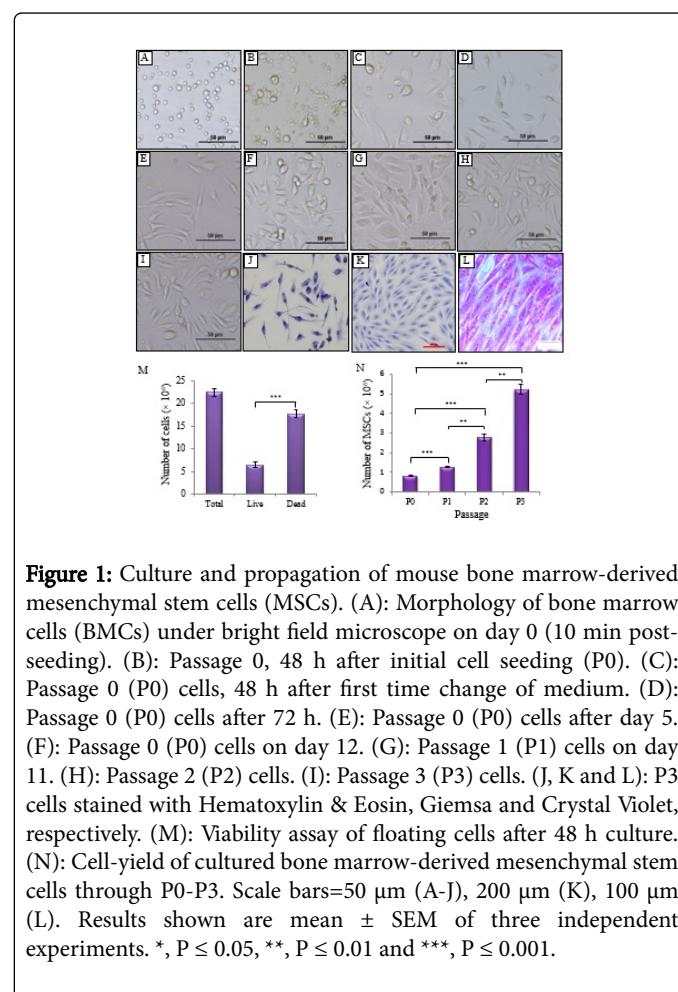 A
B
C
D
50 µm
50 µm
50 µm
50 µm
E
F
G
H
50 µm
50 µm
50 µm
50 µm
I
J
K
L
50 µm
M
N
Number of cells (× 10⁶)
25
20
15
10
5
0
***
Total Live Dead
Number of MSCs (× 10⁶)
6
5
4
3
2
1
0
***
**
***
**
***
P0 P1 P2 P3
Passage
Figure 1: Culture and propagation of mouse bone marrow-derived
mesenchymal stem cells (MSCs). (A): Morphology of bone marrow
cells (BMCs) under bright field microscope on day 0 (10 min post-
seeding). (B): Passage 0, 48 h after initial cell seeding (P0). (C):
Passage 0 (P0) cells, 48 h after first time change of medium. (D):
Passage 0 (P0) cells after 72 h. (E): Passage 0 (P0) cells after day 5.
(F): Passage 0 (P0) cells on day 12. (G): Passage 1 (P1) cells on day
11. (H): Passage 2 (P2) cells. (I): Passage 3 (P3) cells. (J, K and L): P3
cells stained with Hematoxylin & Eosin, Giemsa and Crystal Violet,
respectively. (M): Viability assay of floating cells after 48 h culture.
(N): Cell-yield of cultured bone marrow-derived mesenchymal stem
cells through P0-P3. Scale bars=50 µm (A-J), 200 µm (K), 100 µm
(L). Results shown are mean ± SEM of three independent
experiments. *, P ≤ 0.05, **, P ≤ 0.01 and ***, P ≤ 0.001.